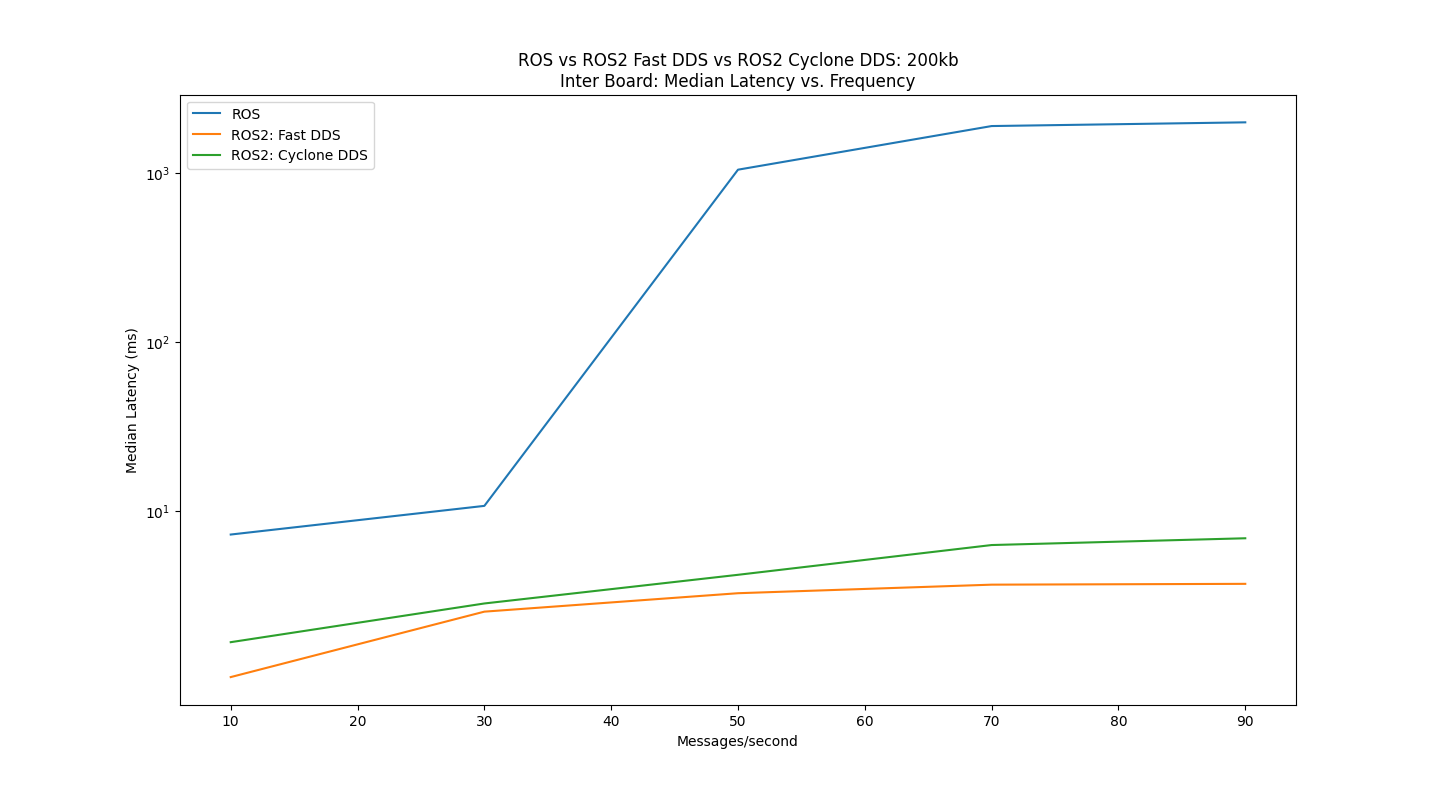 ROS vs ROS2 Fast DDS vs ROS2 Cyclone DDS: 200kb
Inter Board: Median Latency vs. Frequency
ROS
ROS2: Fast DDS
ROS2: Cyclone DDS
10³
10²
10¹
Median Latency (ms)
10 20 30 40 50 60 70 80 90
Messages/second